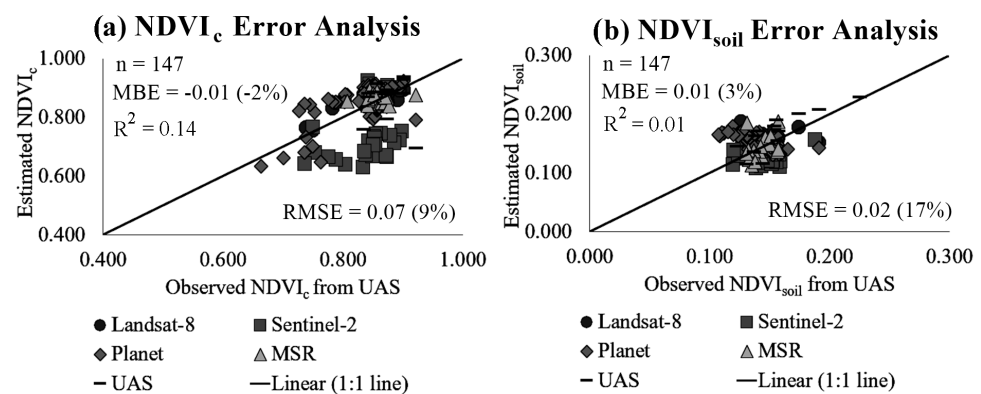 (a) NDVIc Error Analysis
1.000
0.800
0.600
0.400
Estimated NDVIc
n = 147
MBE = -0.01 (-2%)
R2 = 0.14
RMSE = 0.07 (9%)
0.400 0.600 0.800 1.000
Observed NDVIc from UAS
Landsat-8 Sentinel-2
Planet MSR
UAS Linear (1:1 line)
(b) NDVIsoil Error Analysis
0.300
0.200
0.100
0.000
Estimated NDVIsoil
n = 147
MBE = 0.01 (3%)
R2 = 0.01
RMSE = 0.02 (17%)
0.000 0.100 0.200 0.300
Observed NDVIsoil from UAS
Landsat-8 Sentinel-2
Planet MSR
UAS Linear (1:1 line)